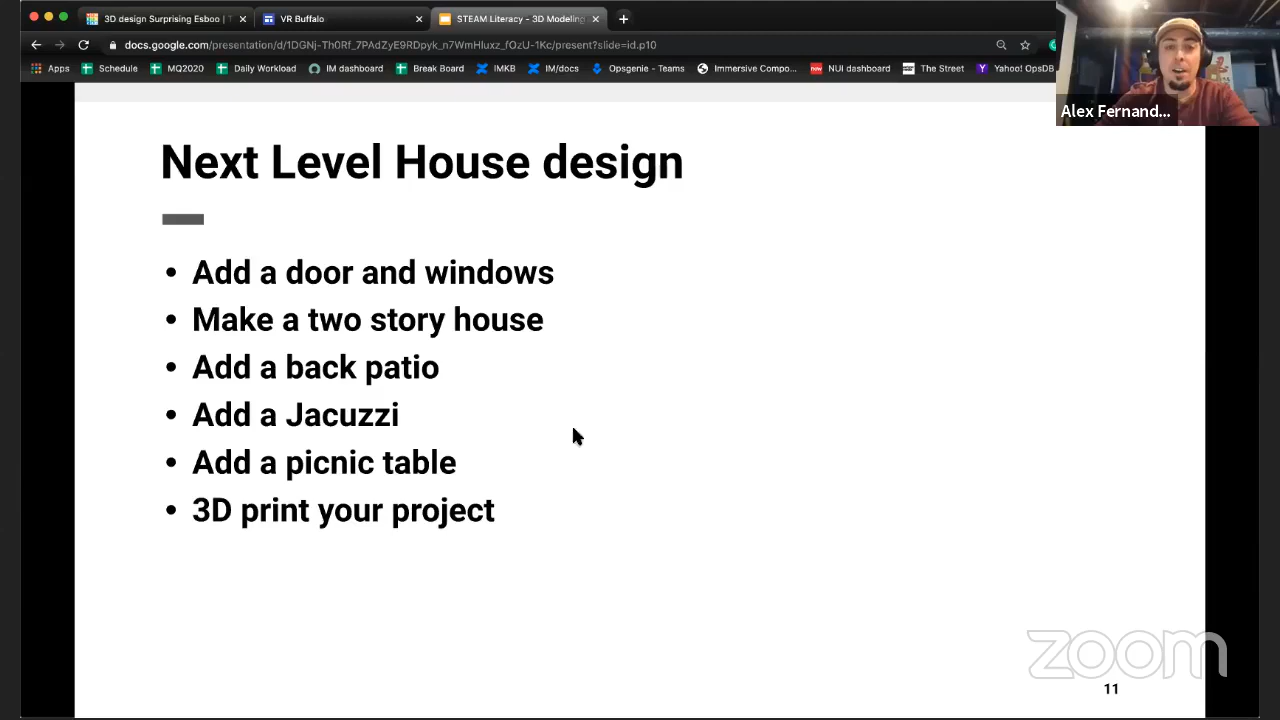 3D design Surprising Esboo | T
VR Buffalo
STEAM Literacy - 3D Modeling
docs.google.com/presentation/d/1DGNj-Th0Rf_7PAdZyE9RDpyk_n7WmHluxz_fOzU-1Kc/present?slide=id.p10
Apps Schedule MQ2020 Daily Workload IM dashboard Break Board IMKB IM/docs Opsgenie - Teams Immersive Compo... NUI dashboard The Street Yahoo! OpsDB
Alex Fernand...
Next Level House design
• Add a door and windows
• Make a two story house
• Add a back patio
• Add a Jacuzzi
• Add a picnic table
• 3D print your project
zoom
11